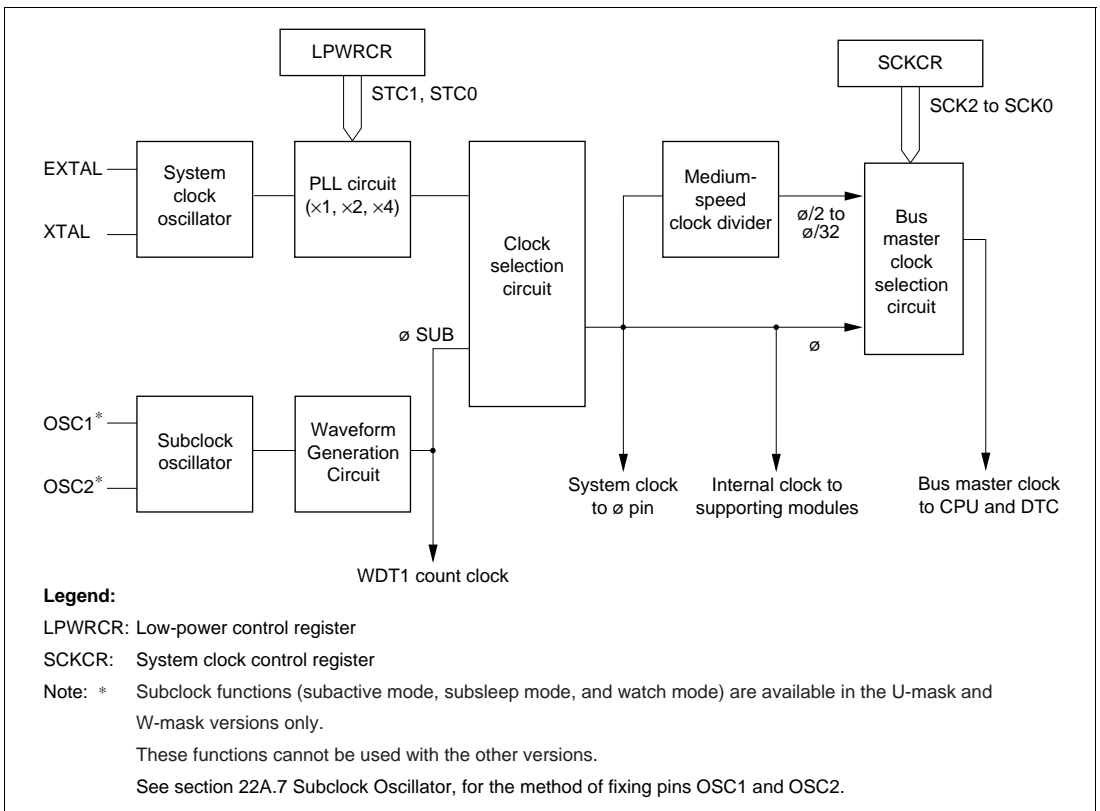 LPWRCR
SCKCR
STC1, STC0
SCK2 to SCK0
EXTAL
XTAL
System
clock
oscillator
PLL circuit
(×1, ×2, ×4)
Clock
selection
circuit
Medium-
speed
clock divider
ø/2 to
ø/32
Bus
master
clock
selection
circuit
ø SUB
ø
OSC1*
OSC2*
Subclock
oscillator
Waveform
Generation
Circuit
System clock
to ø pin
Internal clock to
supporting modules
Bus master clock
to CPU and DTC
WDT1 count clock
Legend:
LPWRCR: Low-power control register
SCKCR: System clock control register
Note: * Subclock functions (subactive mode, subsleep mode, and watch mode) are available in the U-mask and
W-mask versions only.
These functions cannot be used with the other versions.
See section 22A.7 Subclock Oscillator, for the method of fixing pins OSC1 and OSC2.